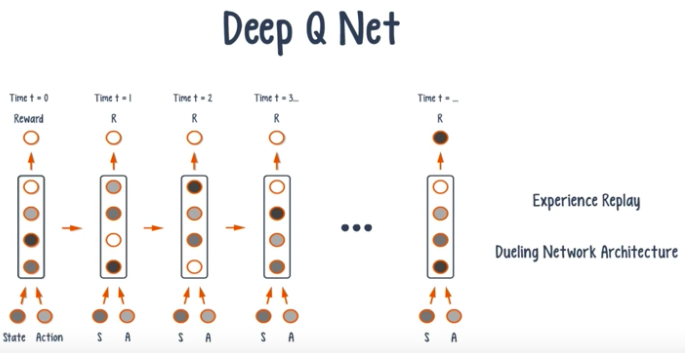 Deep Q Net
Time t = 0
Time t = 1
Time t = 2
Time t = 3...
Time t = ...
Reward
R
R
R
R
Experience Replay
Dueling Network Architecture
State Action
S A
S A
S A
S A